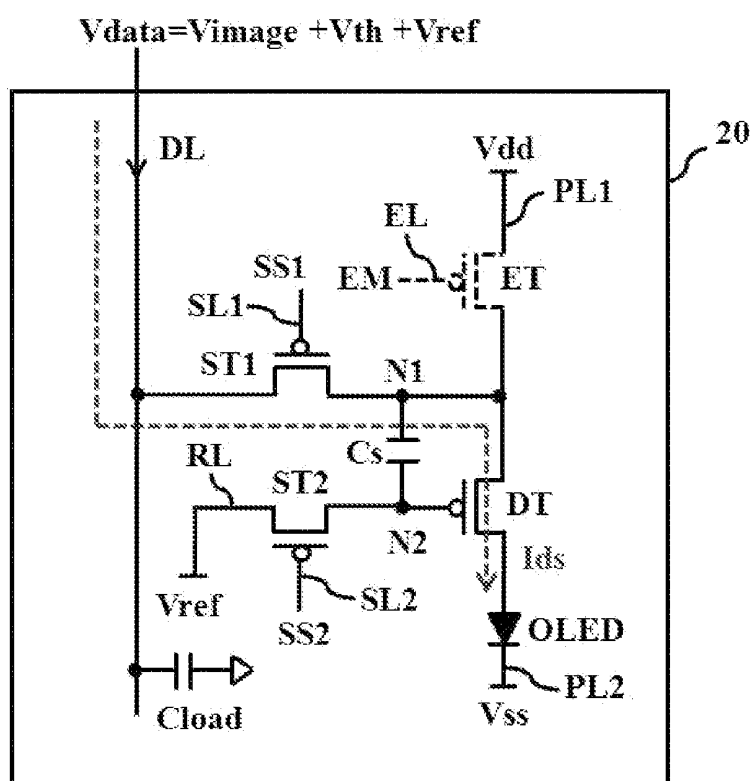 Vdata=Vimage +Vth +Vref
20
DL
Vdd
PL1
EL
EM
ET
SS1
SL1
ST1
N1
Cs
RL
ST2
DT
N2
Ids
Vref
SL2
SS2
OLED
PL2
Vss
Cload